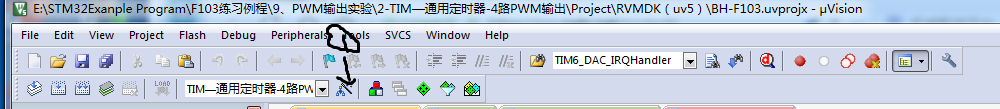 E:\STM32Exanple Program\F103练习例程\9、PWM输出实验\2-TIM—通用定时器-4路PWM输出\Project\RVMDK（uv5）\BH-F103.uvprojx - µVision
File Edit View Project Flash Debug Peripherals Tools SVCS Window Help
TIM6_DAC_IRQHandler
LOAD TIM—通用定时器-4路PW